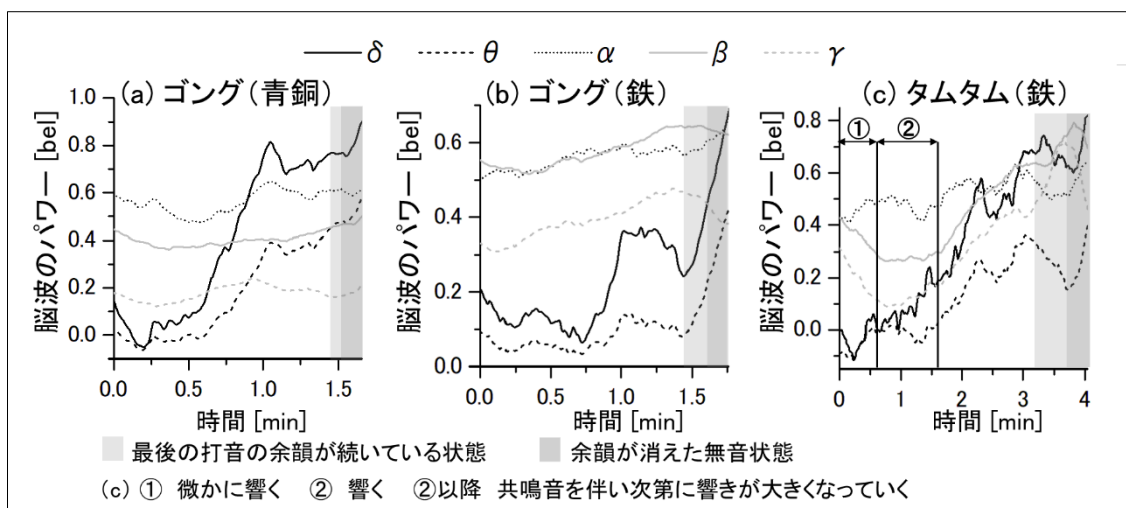 δ θ α β γ
(a) ゴング(青銅)
脳波のパワー [bel]
1.0
0.8
0.6
0.4
0.2
0.0
0.0 0.5 1.0 1.5
時間 [min]
(b) ゴング(鉄)
脳波のパワー [bel]
0.6
0.4
0.2
0.0
0.0 0.5 1.0 1.5
時間 [min]
(c) タムタム(鉄)
① ②
脳波のパワー [bel]
0.8
0.6
0.4
0.2
0.0
0 1 2 3 4
時間 [min]
最後の打音の余韻が続いている状態 余韻が消えた無音状態
(c) ① 微かに響く ② 響く ②以降 共鳴音を伴い次第に響きが大きくなっていく